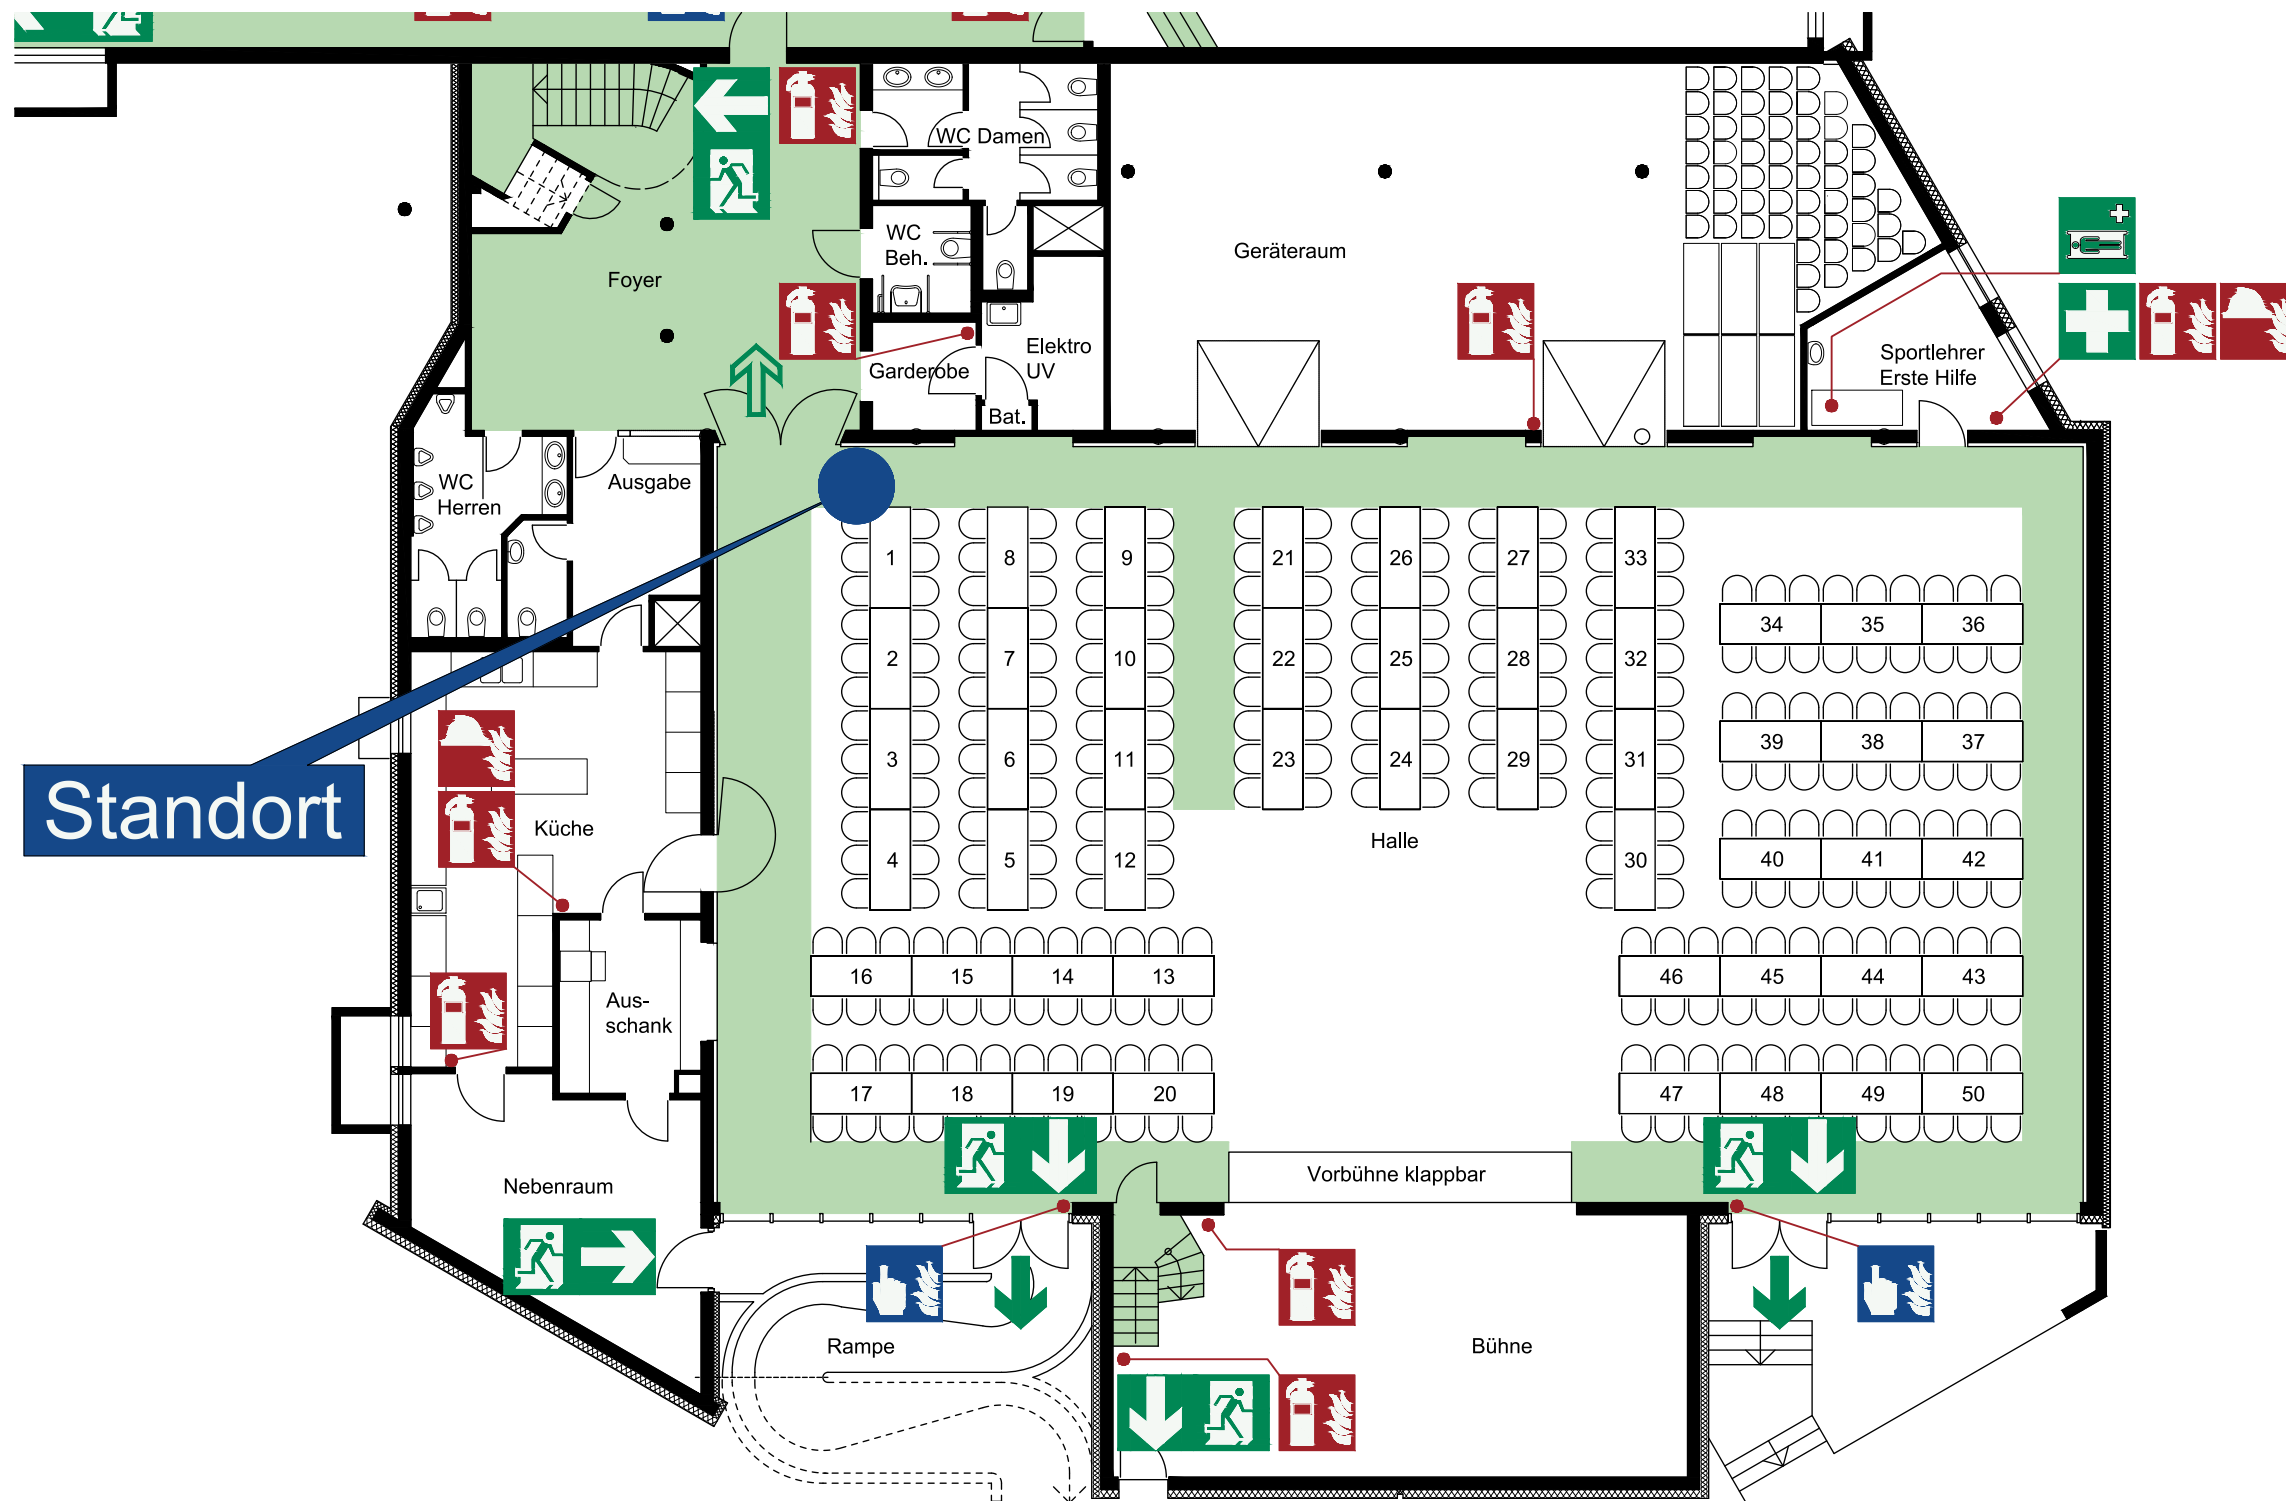 WC Damen
WC
Beh.
Foyer
Geräteraum
Garderobe
Elektro
UV
Bat.
Sportlehrer
Erste Hilfe
WC
Herren
Ausgabe
1 8 9 21 26 27 33
34 35 36
2 7 10 22 25 28 32
39 38 37
3 6 11 23 24 29 31
Standort
Küche
Halle
4 5 12 30
40 41 42
16 15 14 13 46 45 44 43
Aus-
schank
17 18 19 20 47 48 49 50
Vorbühne klappbar
Nebenraum
Rampe
Bühne